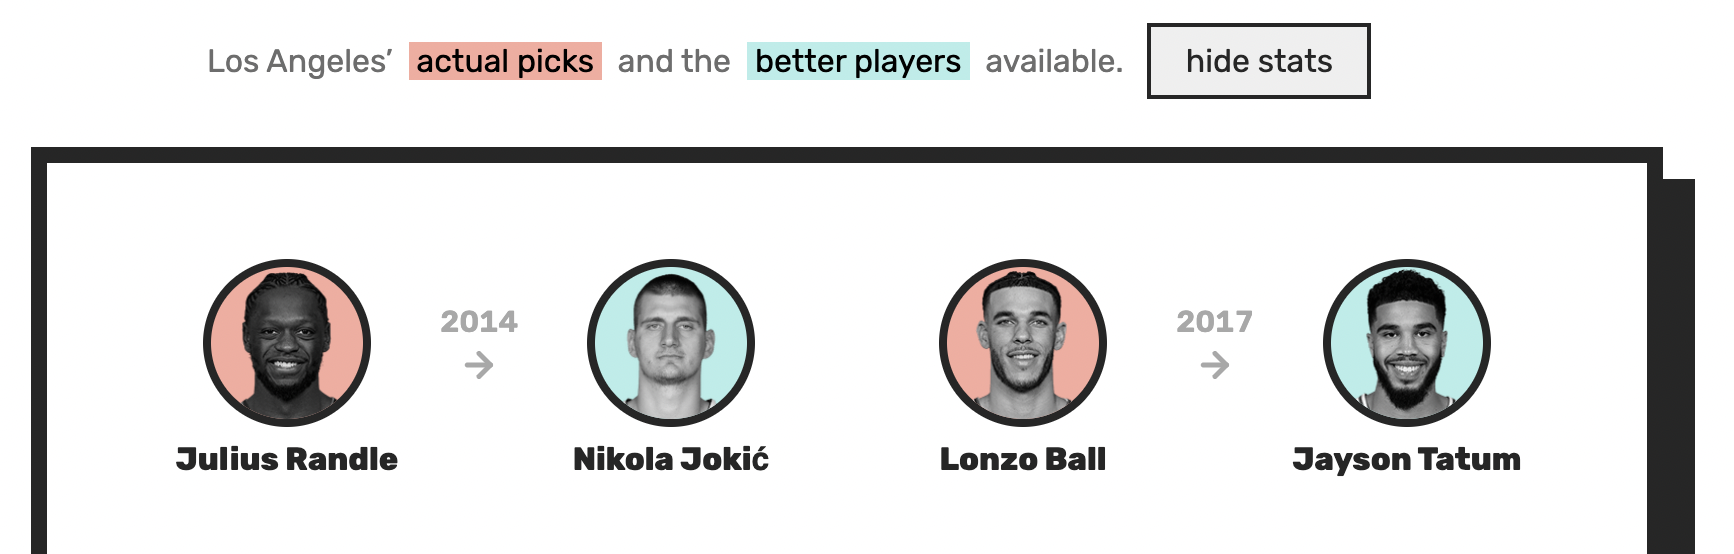 Los Angeles’ actual picks and the better players available. hide stats
2014 2017
→ →
Julius Randle Nikola Jokić Lonzo Ball Jayson Tatum